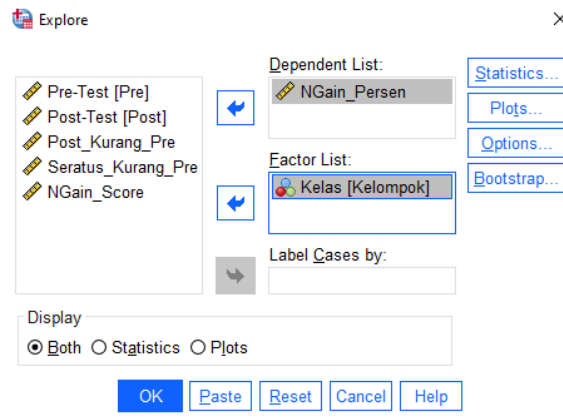 Explore
Dependent List:
Pre-Test [Pre]
Post-Test [Post]
Post_Kurang_Pre
Seratus_Kurang_Pre
NGain_Score
NGain_Persen
Factor List:
Kelas [Kelompok]
Label Cases by:
Statistics...
Plots...
Options...
Bootstrap...
Display
Both Statistics Plots
OK Paste Reset Cancel Help